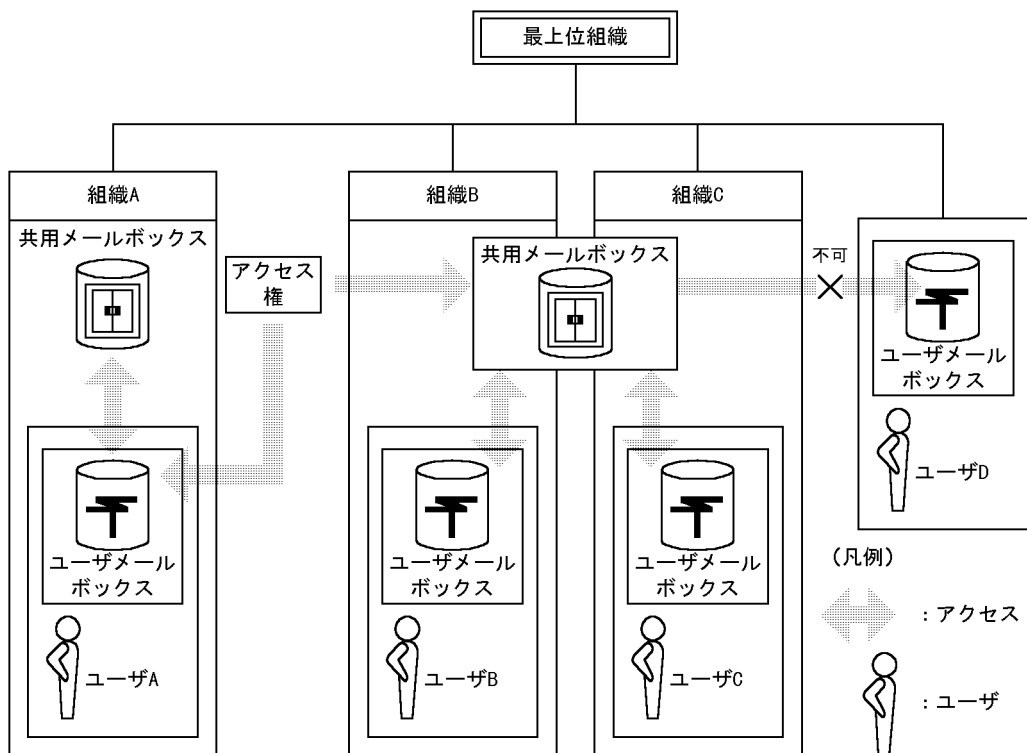 最上位組織
組織A
組織B
組織C
共用メールボックス
アクセス
権
共用メールボックス
不可
ユーザメール
ボックス
ユーザD
ユーザメール
ボックス
ユーザA
ユーザメール
ボックス
ユーザB
ユーザメール
ボックス
ユーザC
(凡例)
:アクセス
:ユーザ